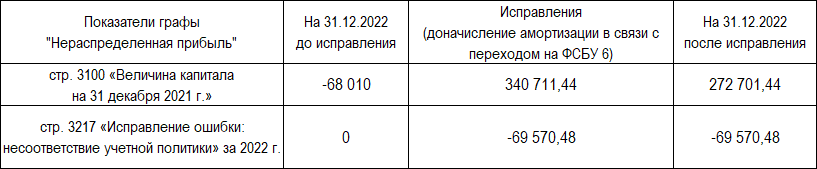 Показатели графы
"Нераспределенная прибыль"
На 31.12.2022
до исправления
Исправления
(доначисление амортизации в связи с
переходом на ФСБУ 6)
На 31.12.2022
после исправления
стр. 3100 «Величина капитала
на 31 декабря 2021 г.»
-68 010
340 711,44
272 701,44
стр. 3217 «Исправление ошибки:
несоответствие учетной политики» за 2022 г.
0
-69 570,48
-69 570,48